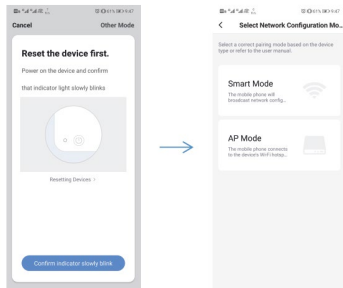 Cancel
Other Mode
Reset the device first.
Power on the device and confirm
that indicator light slowly blinks
Resetting Devices >
Confirm indicator slowly blink
Select Network Configuration Mo..
Select a correct pairing mode based on the device
type or refer to the user manual.
Smart Mode
The mobile phone will
broadcast network config...
AP Mode
The mobile phone connects
to the device's WiFi hotsp...